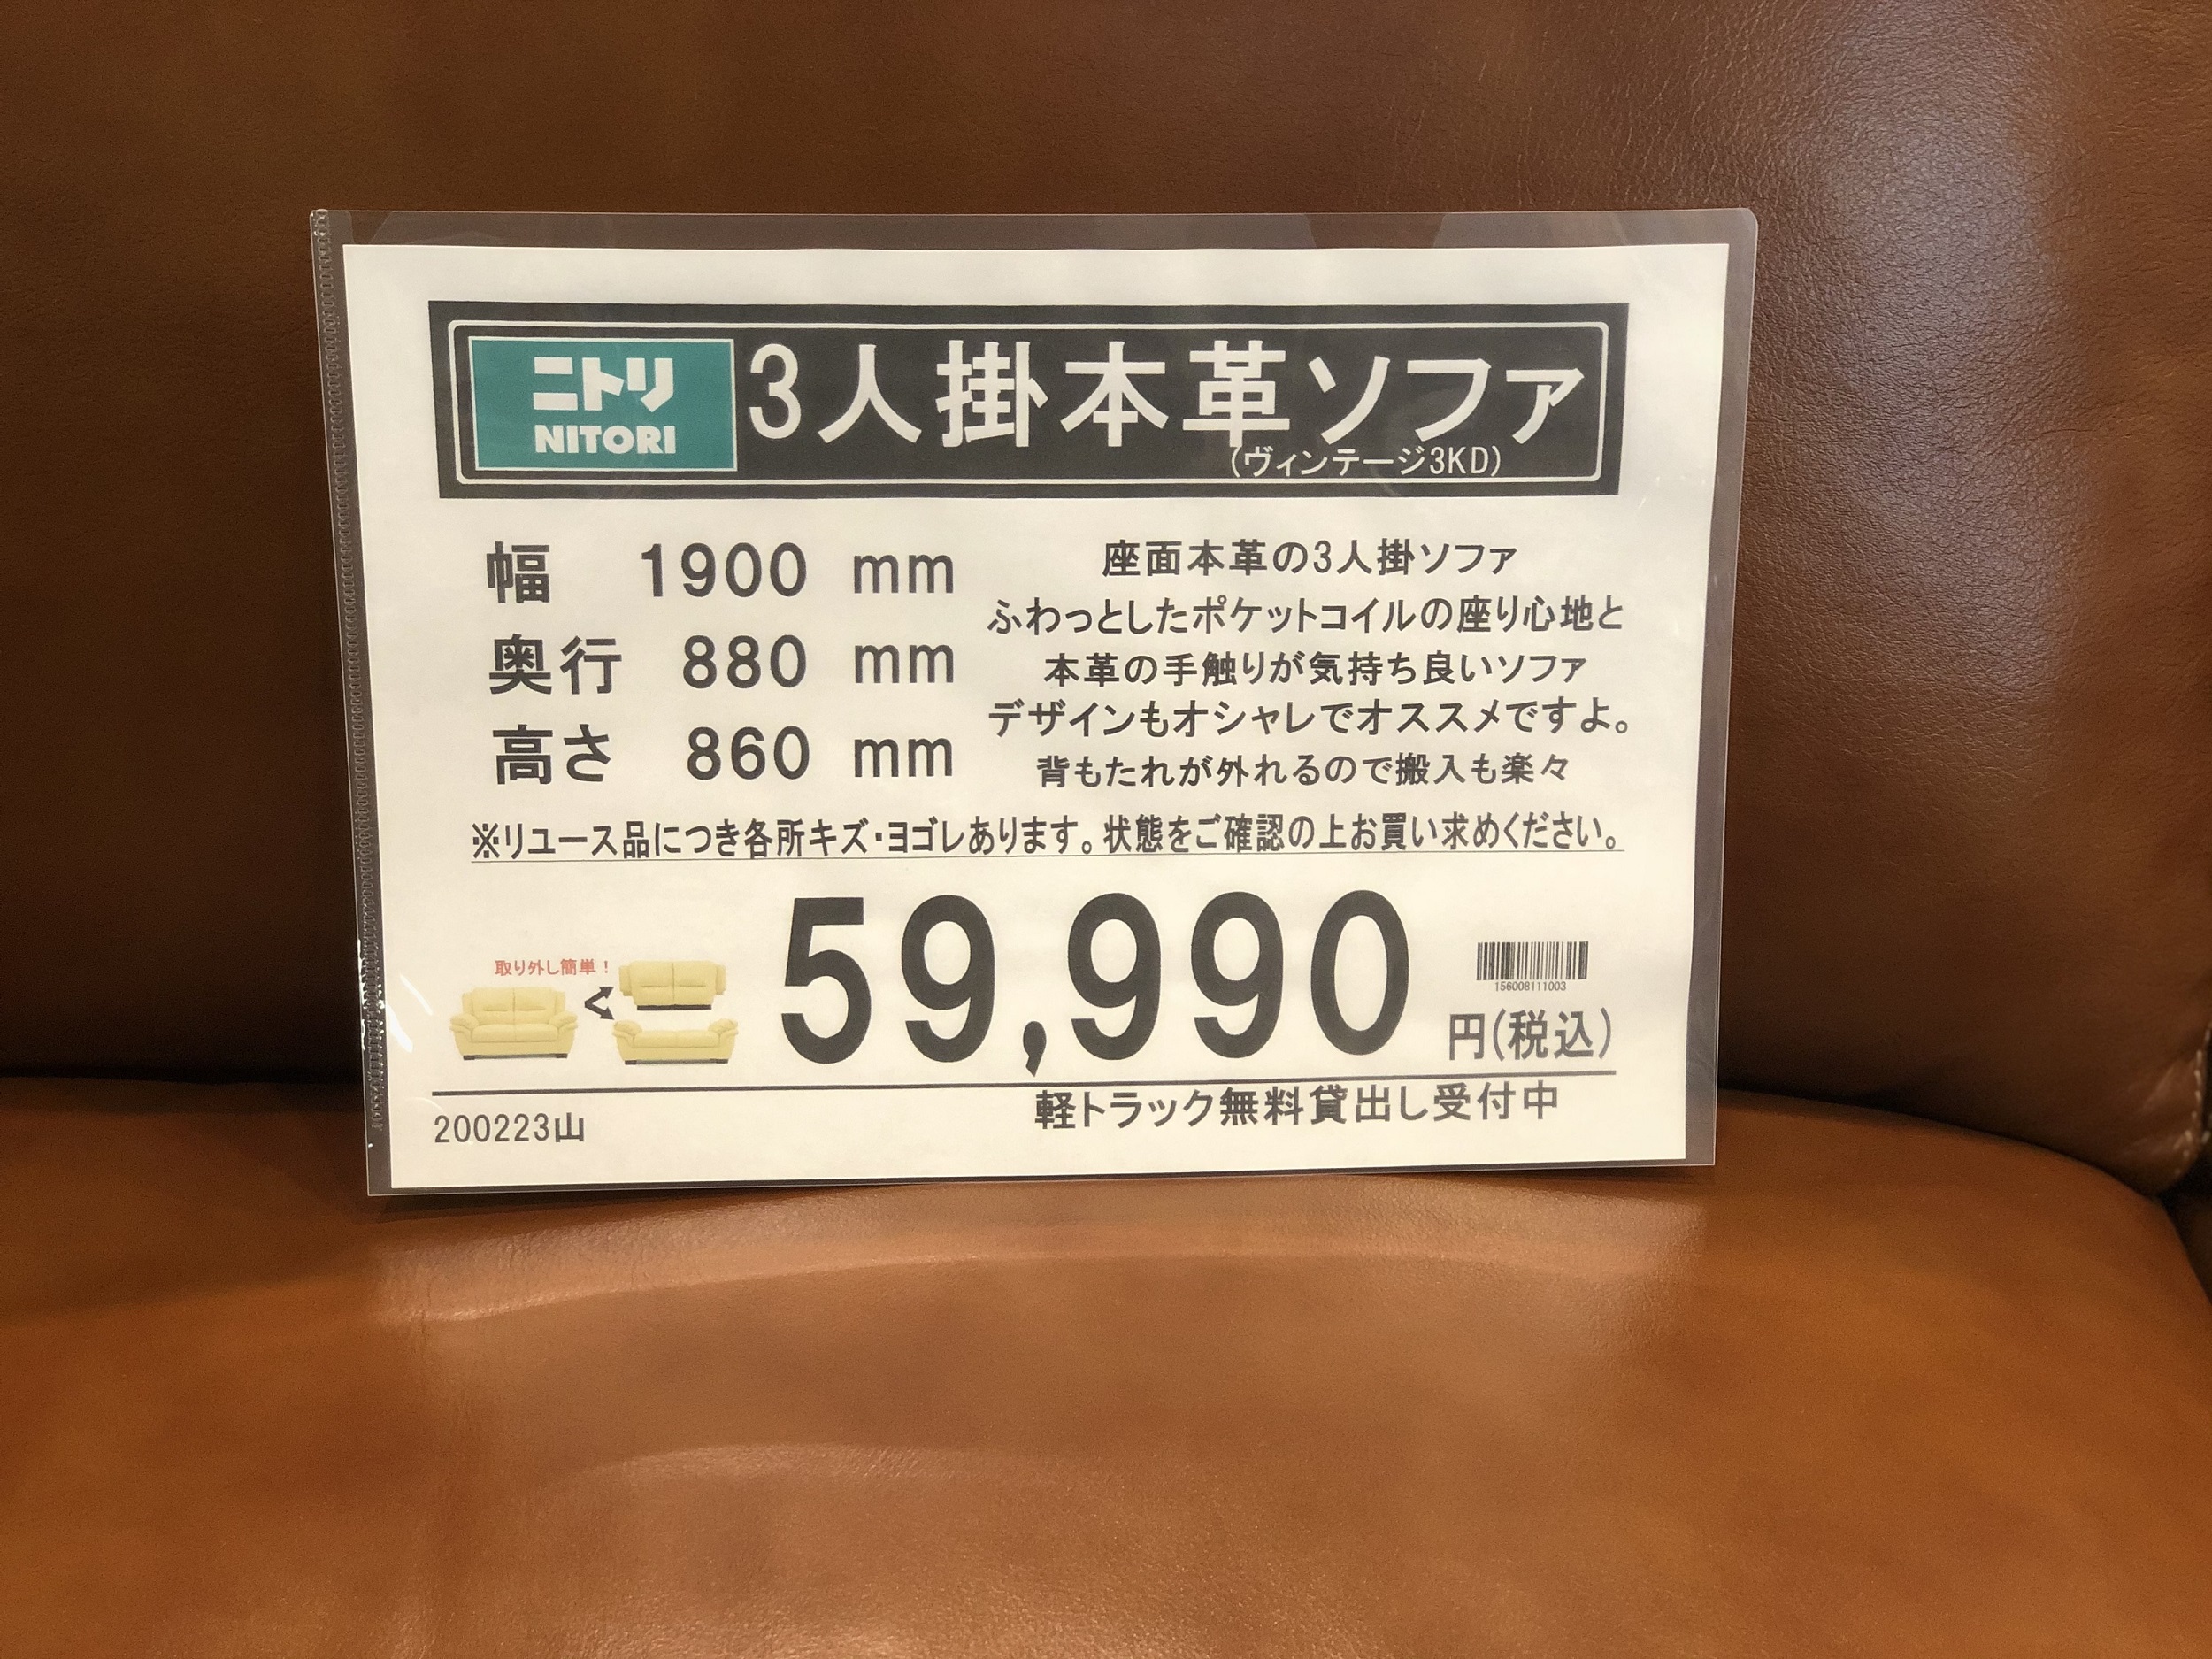 ニトリ
NITORI
3人掛本革ソファ
(ヴィンテージ3KD)
幅 1900 mm
奥行 880 mm
高さ 860 mm
座面本革の3人掛ソファ
ふわっとしたポケットコイルの座り心地と
本革の手触りが気持ち良いソファ
デザインもオシャレでオススメですよ。
背もたれが外れるので搬入も楽々
※リユース品につき各所キズ・ヨゴレあります。状態をご確認の上お買い求めください。
取り外し簡単!
59,990
156008111003
円(税込)
200223山
軽トラック無料貸出し受付中